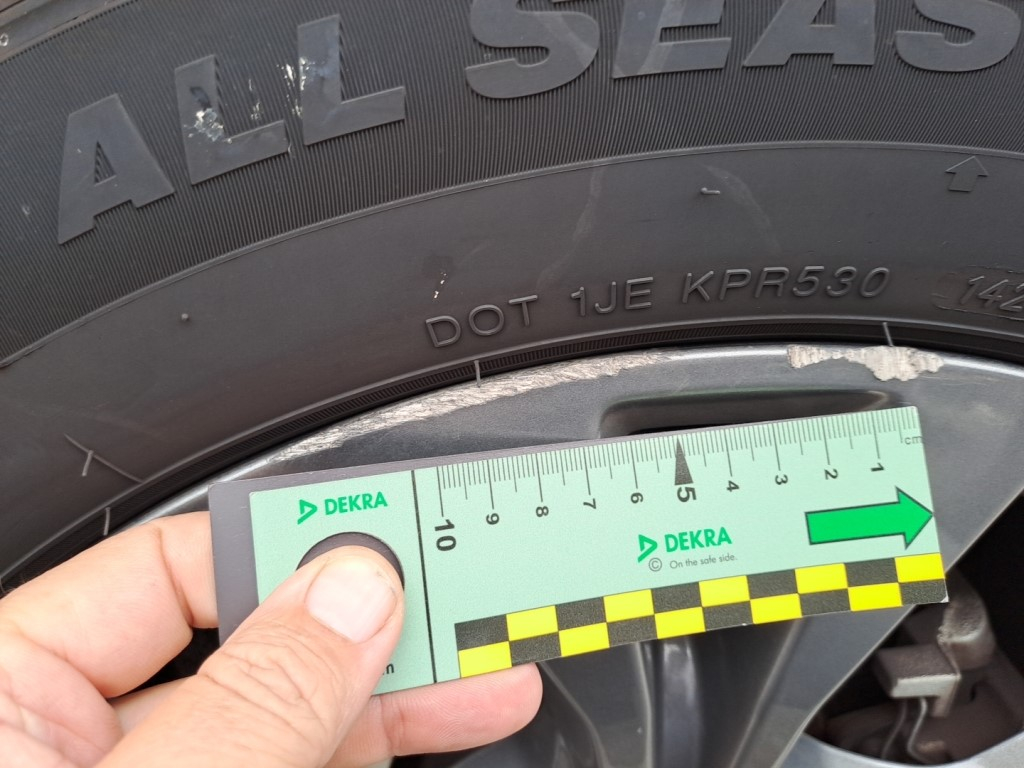 ALL SEAS
DOT 1JE KPR530 142
cm
10 9 8 7 6 5 4 3 2 1
DEKRA
DEKRA
© On the safe side.